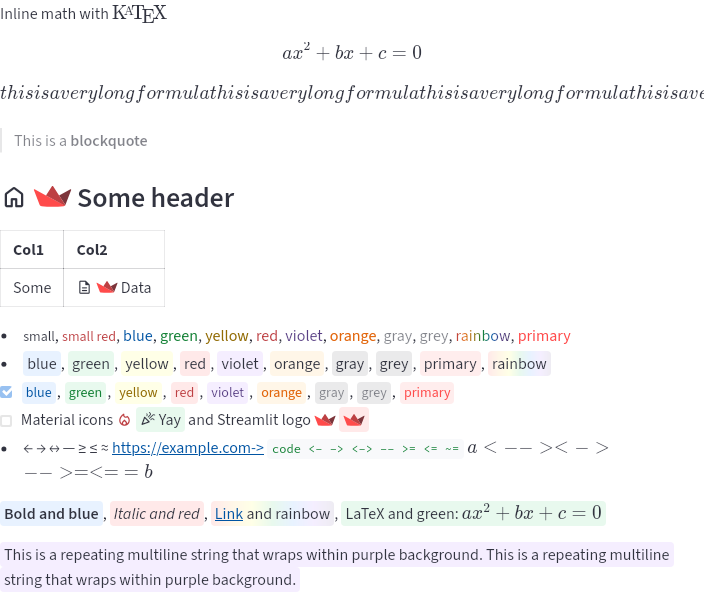 Inline math with KATEX
ax² + bx + c = 0
thisisaverylongformulathisisaverylongformulathisisaverylongformulathisisave
This is a blockquote
Some header
Col1 Col2
Some Data
• small, small red, blue, green, yellow, red, violet, orange, gray, grey, rainbow, primary
• blue , green , yellow , red , violet , orange , gray , grey , primary , rainbow
blue , green , yellow , red , violet , orange , gray , grey , primary
Material icons Yay and Streamlit logo
• ← → ↔ — ≥ ≤ ≈ https://example.com-> code <- -> <-> -- >= <= ~= a < −− >< − >
−− >=<= = b
Bold and blue , Italic and red , Link and rainbow , LaTeX and green: ax² + bx + c = 0
This is a repeating multiline string that wraps within purple background. This is a repeating multiline
string that wraps within purple background.